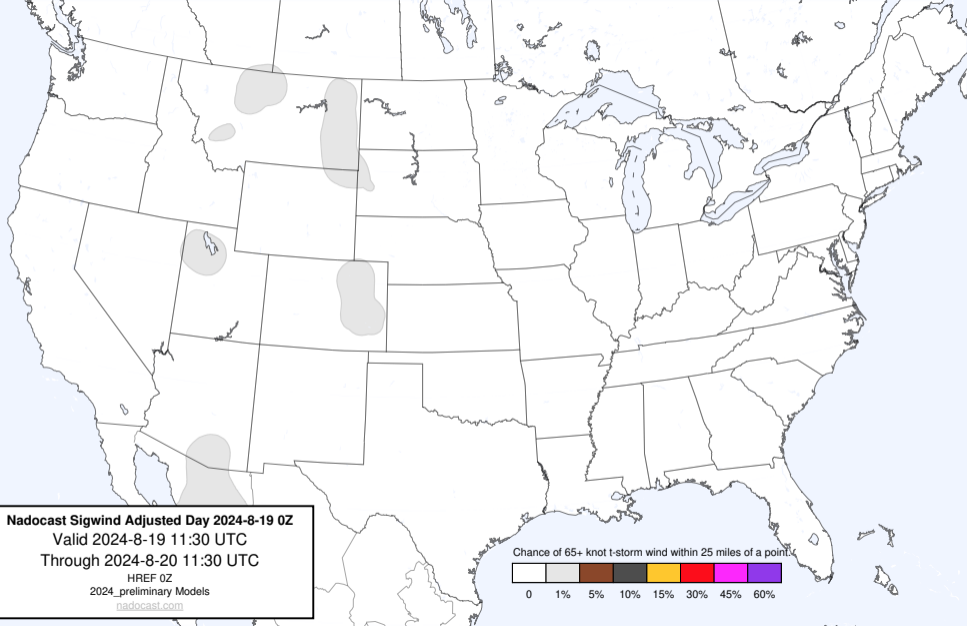 Nadocast Sigwind Adjusted Day 2024-8-19 0Z
Valid 2024-8-19 11:30 UTC
Through 2024-8-20 11:30 UTC
HREF 0Z
2024_preliminary Models
nadocast.com
Chance of 65+ knot t-storm wind within 25 miles of a point.
0 1% 5% 10% 15% 30% 45% 60%